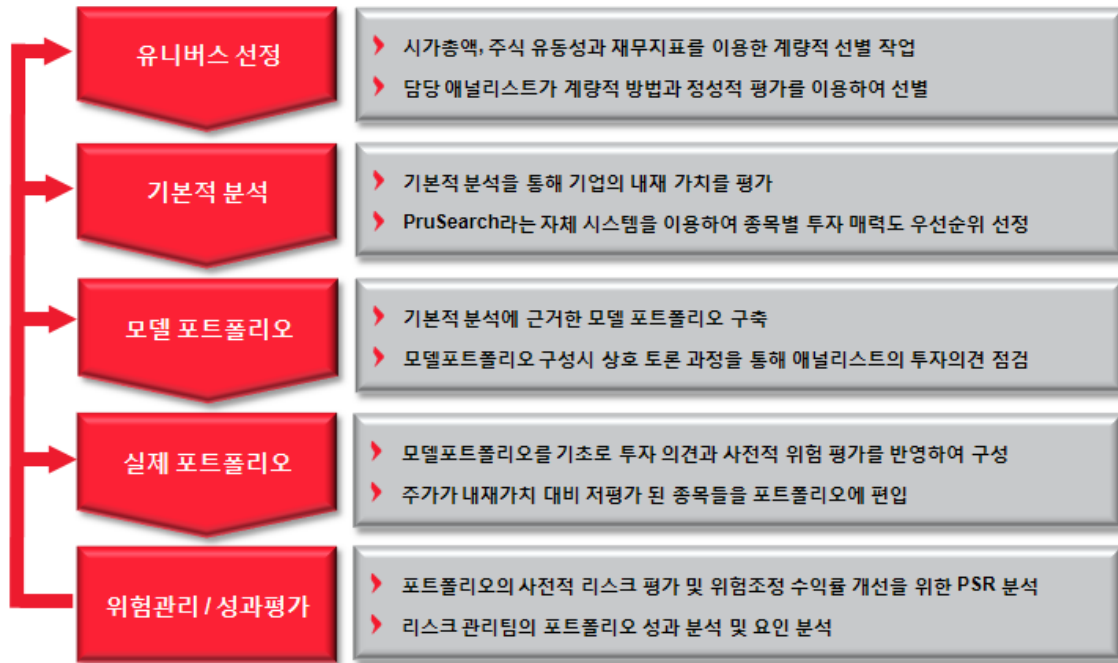 유니버스 선정
시가총액, 주식 유동성과 재무지표를 이용한 계량적 선별 작업
담당 애널리스트가 계량적 방법과 정성적 평가를 이용하여 선별
기본적 분석
기본적 분석을 통해 기업의 내재 가치를 평가
PruSearch라는 자체 시스템을 이용하여 종목별 투자 매력도 우선순위 선정
모델 포트폴리오
기본적 분석에 근거한 모델 포트폴리오 구축
모델포트폴리오 구성시 상호 토론 과정을 통해 애널리스트의 투자의견 점검
실제 포트폴리오
모델포트폴리오를 기초로 투자 의견과 사전적 위험 평가를 반영하여 구성
주가가 내재가치 대비 저평가 된 종목들을 포트폴리오에 편입
위험관리 / 성과평가
포트폴리오의 사전적 리스크 평가 및 위험조정 수익률 개선을 위한 PSR 분석
리스크 관리팀의 포트폴리오 성과 분석 및 요인 분석